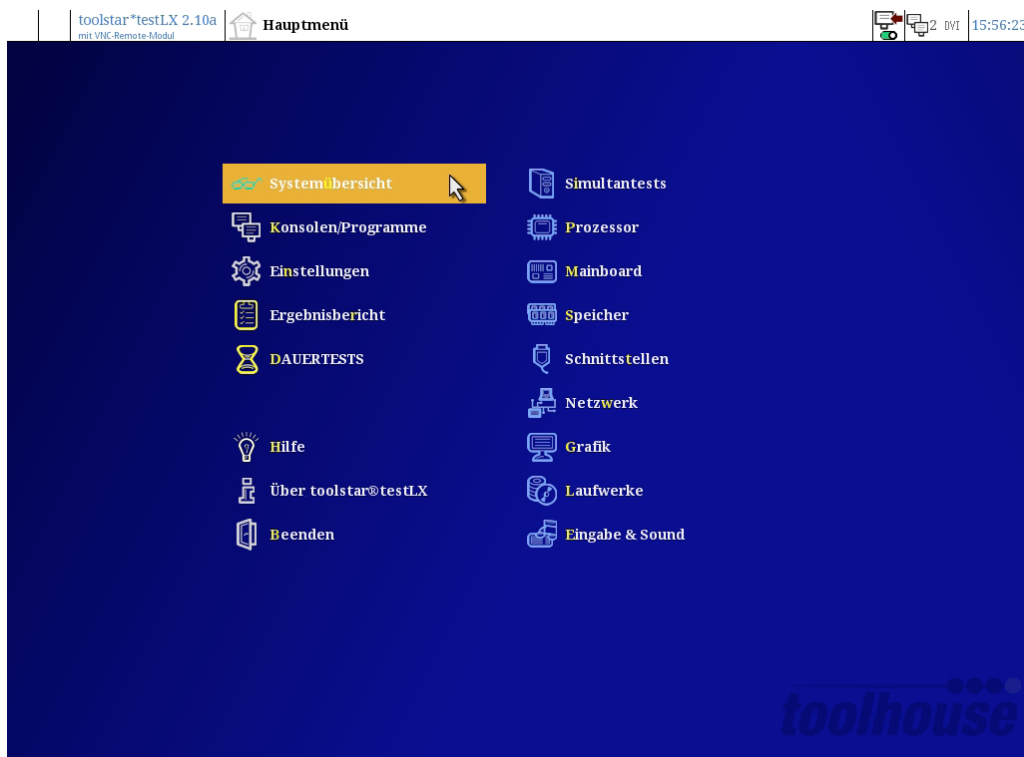 toolstar*testLX 2.10a
mit VNC-Remote-Modul
Hauptmenü
2 DVI
15:56:23
Systemübersicht
Konsolen/Programme
Einstellungen
Ergebnisbericht
DAUERTESTS
Hilfe
Über toolstar®testLX
Beenden
Simultantests
Prozessor
Mainboard
Speicher
Schnittstellen
Netzwerk
Grafik
Laufwerke
Eingabe & Sound
toolhouse